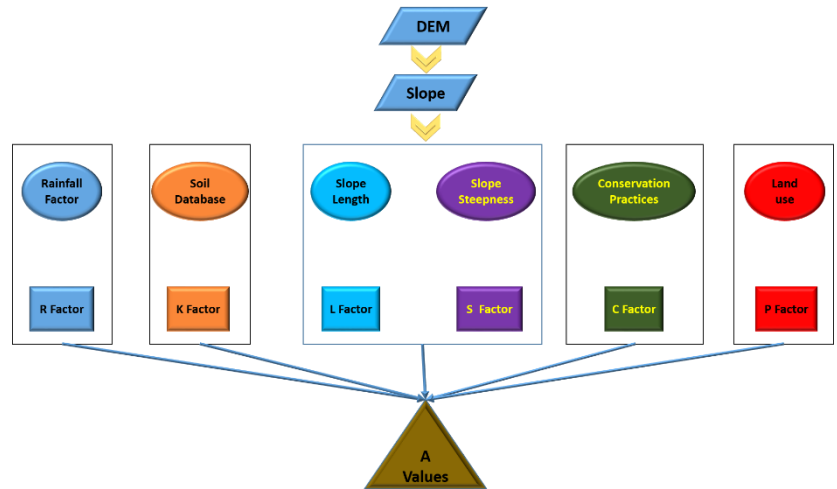 DEM
Slope
Rainfall
Factor
Soil
Database
Slope
Length
Slope
Steepness
Conservation
Practices
Land
use
R Factor
K Factor
L Factor
S Factor
C Factor
P Factor
A
Values